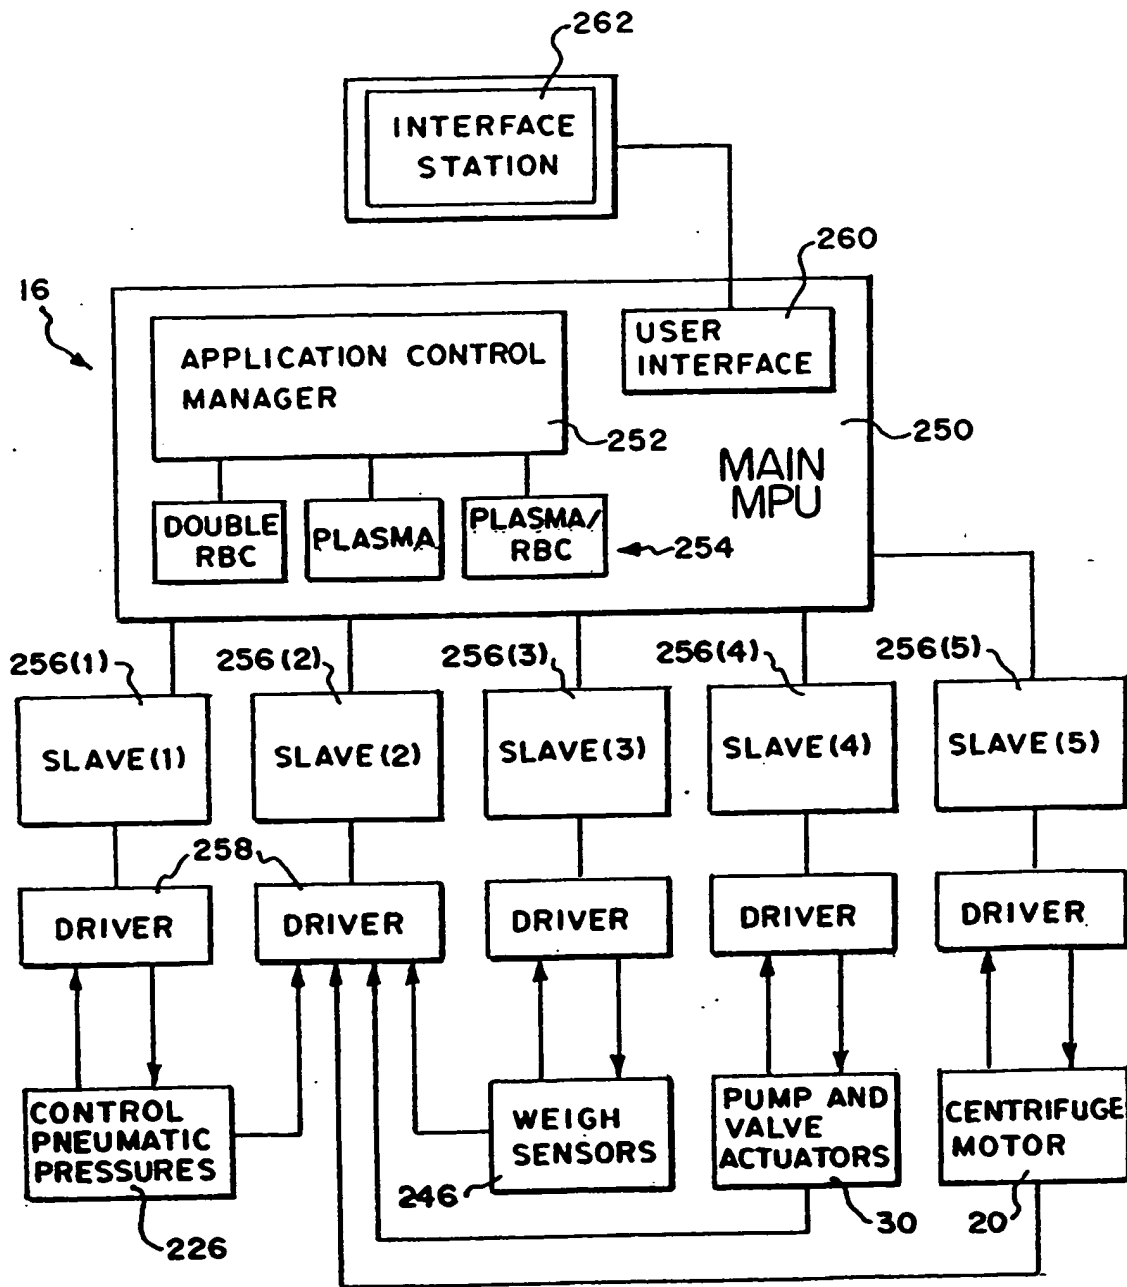 262
INTERFACE
STATION
260
16
APPLICATION CONTROL
MANAGER
USER
INTERFACE
252
250
MAIN
MPU
DOUBLE
RBC
PLASMA
PLASMA/
RBC
254
256(1)
256(2)
256(3)
256(4)
256(5)
SLAVE(1)
SLAVE(2)
SLAVE(3)
SLAVE(4)
SLAVE(5)
258
DRIVER
DRIVER
DRIVER
DRIVER
DRIVER
CONTROL
PNEUMATIC
PRESSURES
WEIGH
SENSORS
PUMP AND
VALVE
ACTUATORS
CENTRIFUGE
MOTOR
226
246
30
20